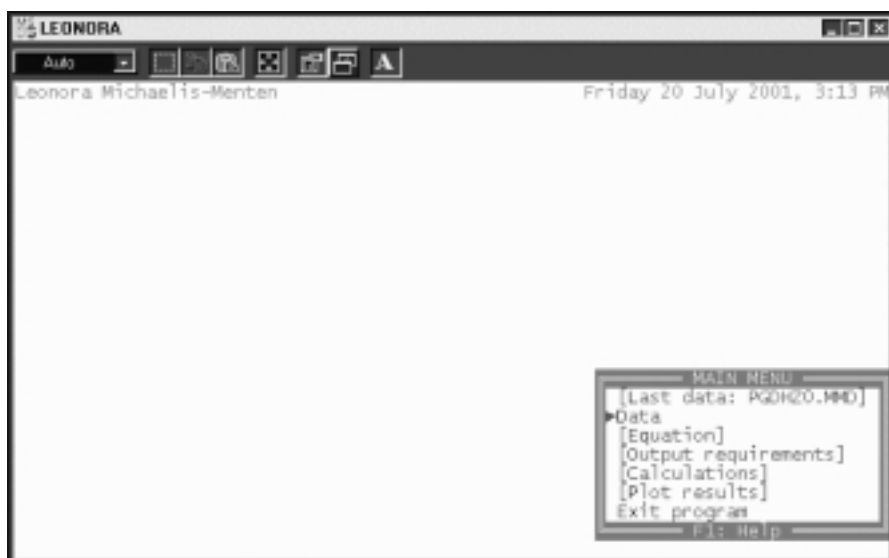 LEONORA
Auto
A
Leonora Michaelis-Menten Friday 20 July 2001, 3:13 PM
MAIN MENU
[Last data: PGDH20.MMD]
►Data
[Equation]
[Output requirements]
[Calculations]
[Plot results]
Exit program
F1: Help